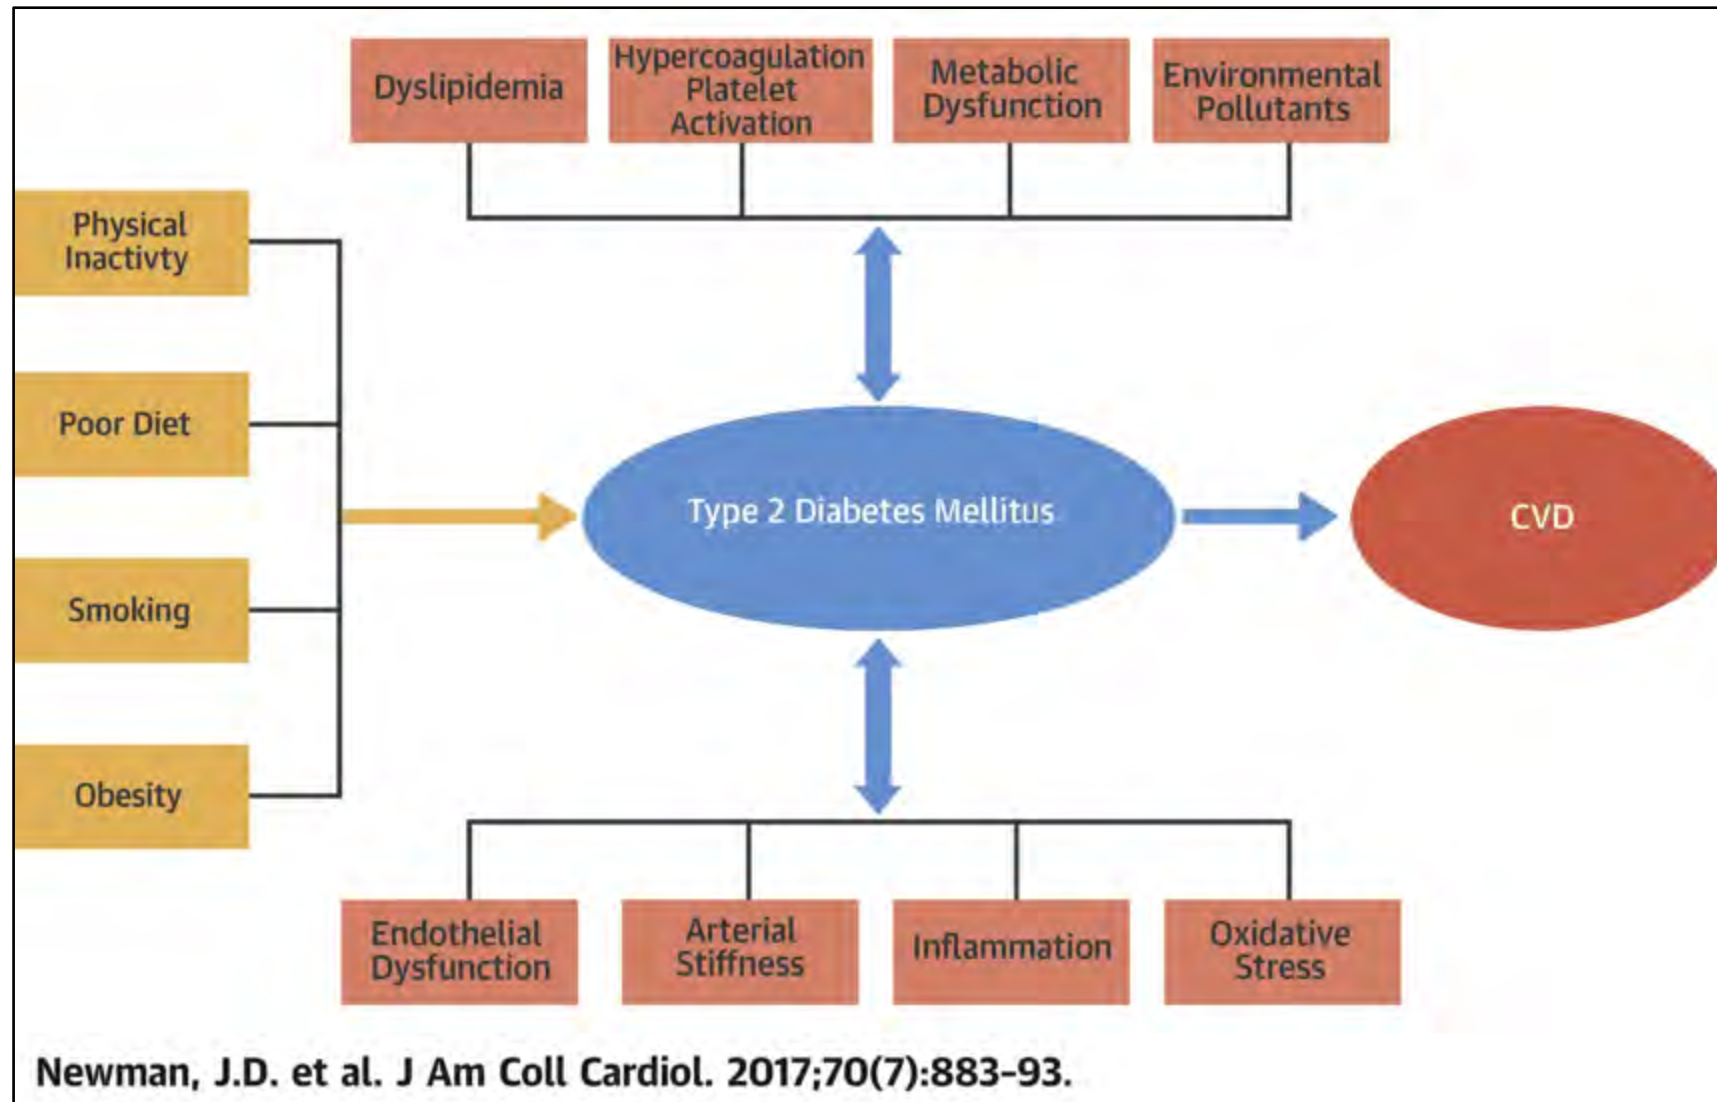 Dyslipidemia
Hypercoagulation
Platelet
Activation
Metabolic
Dysfunction
Environmental
Pollutants
Physical
Inactivty
Poor Diet
Smoking
Obesity
Type 2 Diabetes Mellitus
CVD
Endothelial
Dysfunction
Arterial
Stiffness
Inflammation
Oxidative
Stress
Newman, J.D. et al. J Am Coll Cardiol. 2017;70(7):883-93.